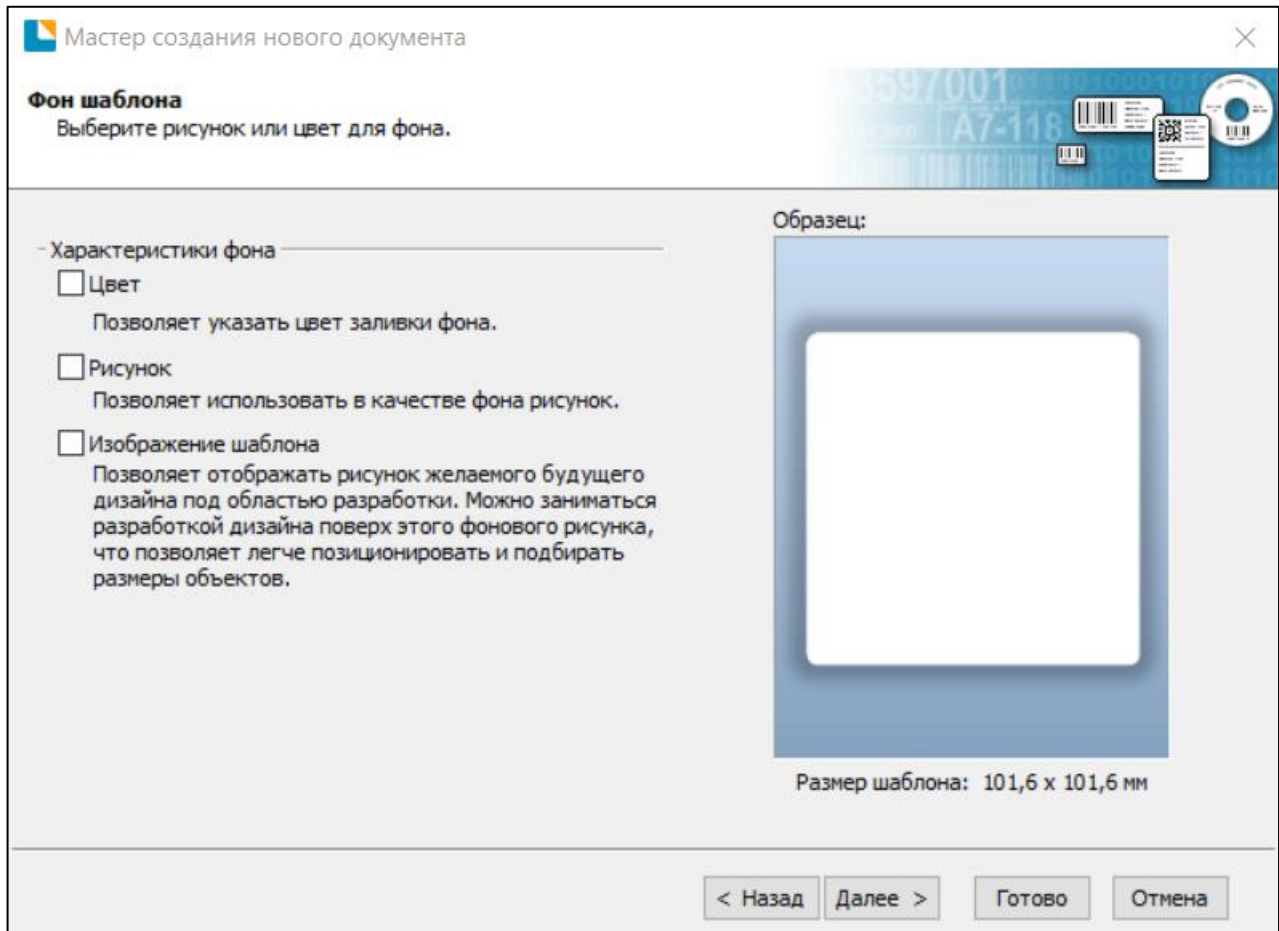 Мастер создания нового документа
Фон шаблона
Выберите рисунок или цвет для фона.
3597001
A7-118
Характеристики фона
Цвет
Позволяет указать цвет заливки фона.
Рисунок
Позволяет использовать в качестве фона рисунок.
Изображение шаблона
Позволяет отображать рисунок желаемого будущего
дизайна под областью разработки. Можно заниматься
разработкой дизайна поверх этого фонового рисунка,
что позволяет легче позиционировать и подбирать
размеры объектов.
Образец:
Размер шаблона: 101,6 x 101,6 мм
< Назад Далее > Готово Отмена